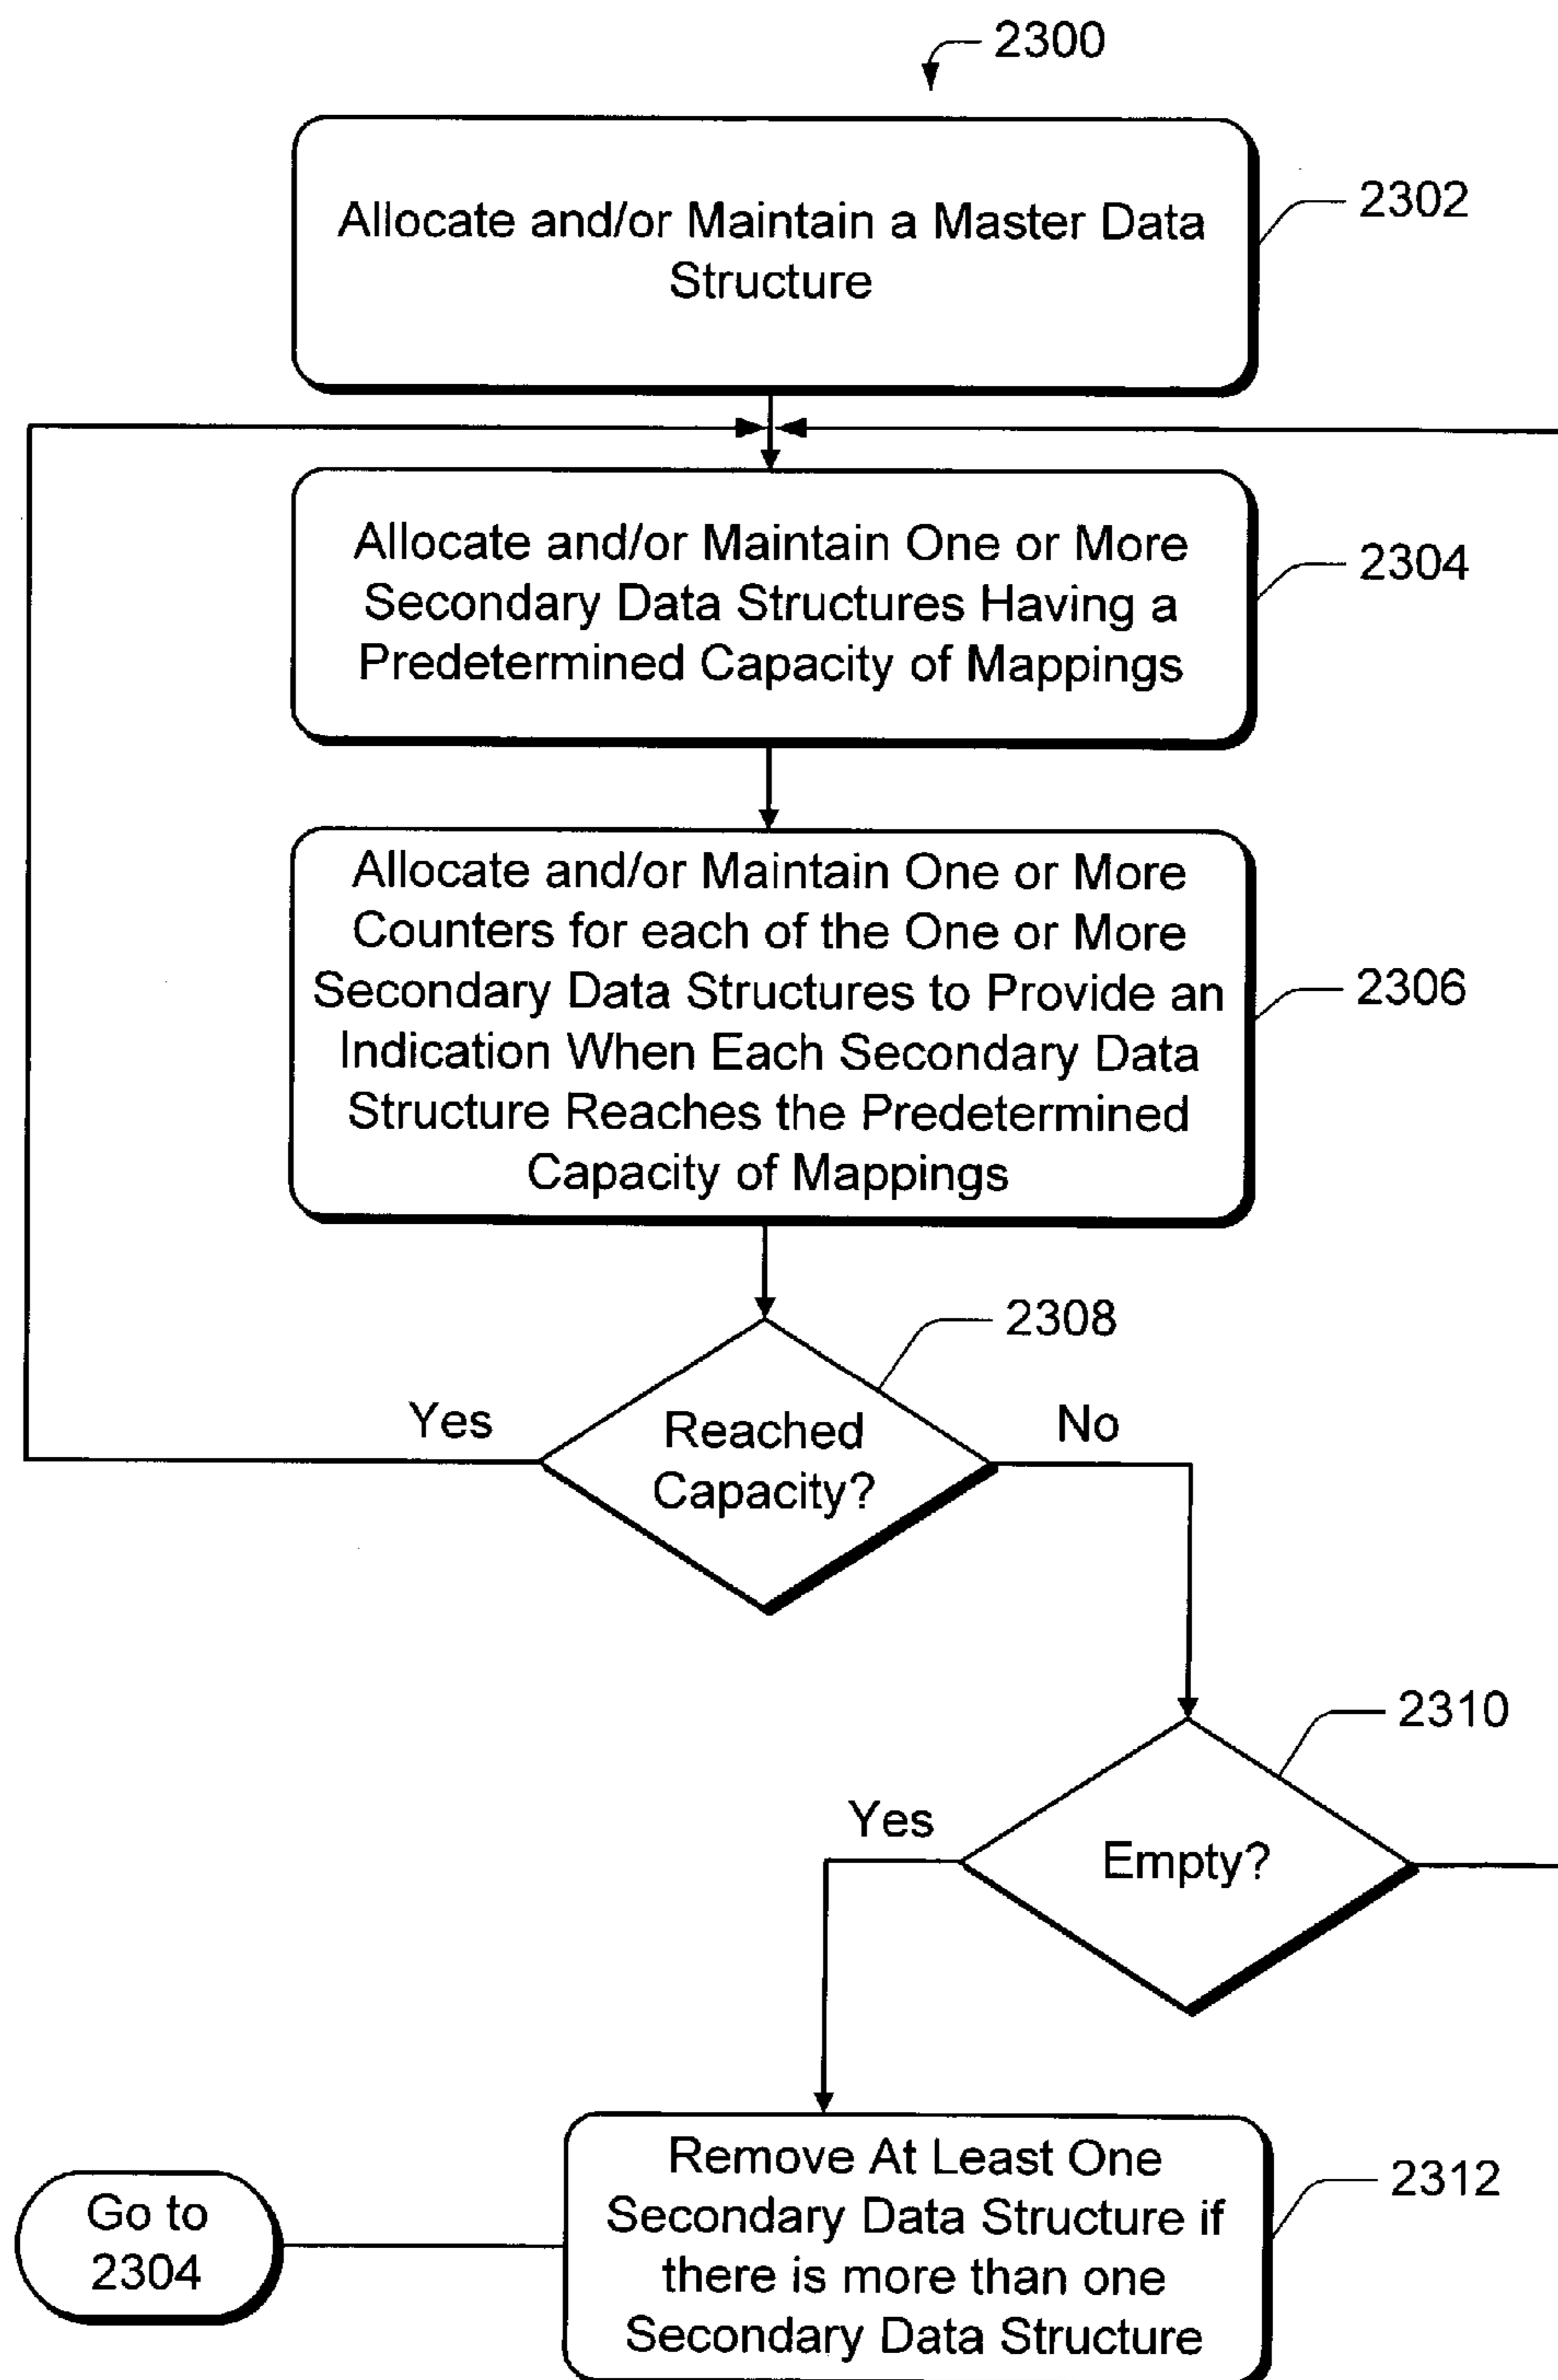 2300
Allocate and/or Maintain a Master Data
Structure
2302
Allocate and/or Maintain One or More
Secondary Data Structures Having a
Predetermined Capacity of Mappings
2304
Allocate and/or Maintain One or More
Counters for each of the One or More
Secondary Data Structures to Provide an
Indication When Each Secondary Data
Structure Reaches the Predetermined
Capacity of Mappings
2306
2308
Yes
Reached
Capacity?
No
2310
Yes
Empty?
Remove At Least One
Secondary Data Structure if
there is more than one
Secondary Data Structure
2312
Go to
2304